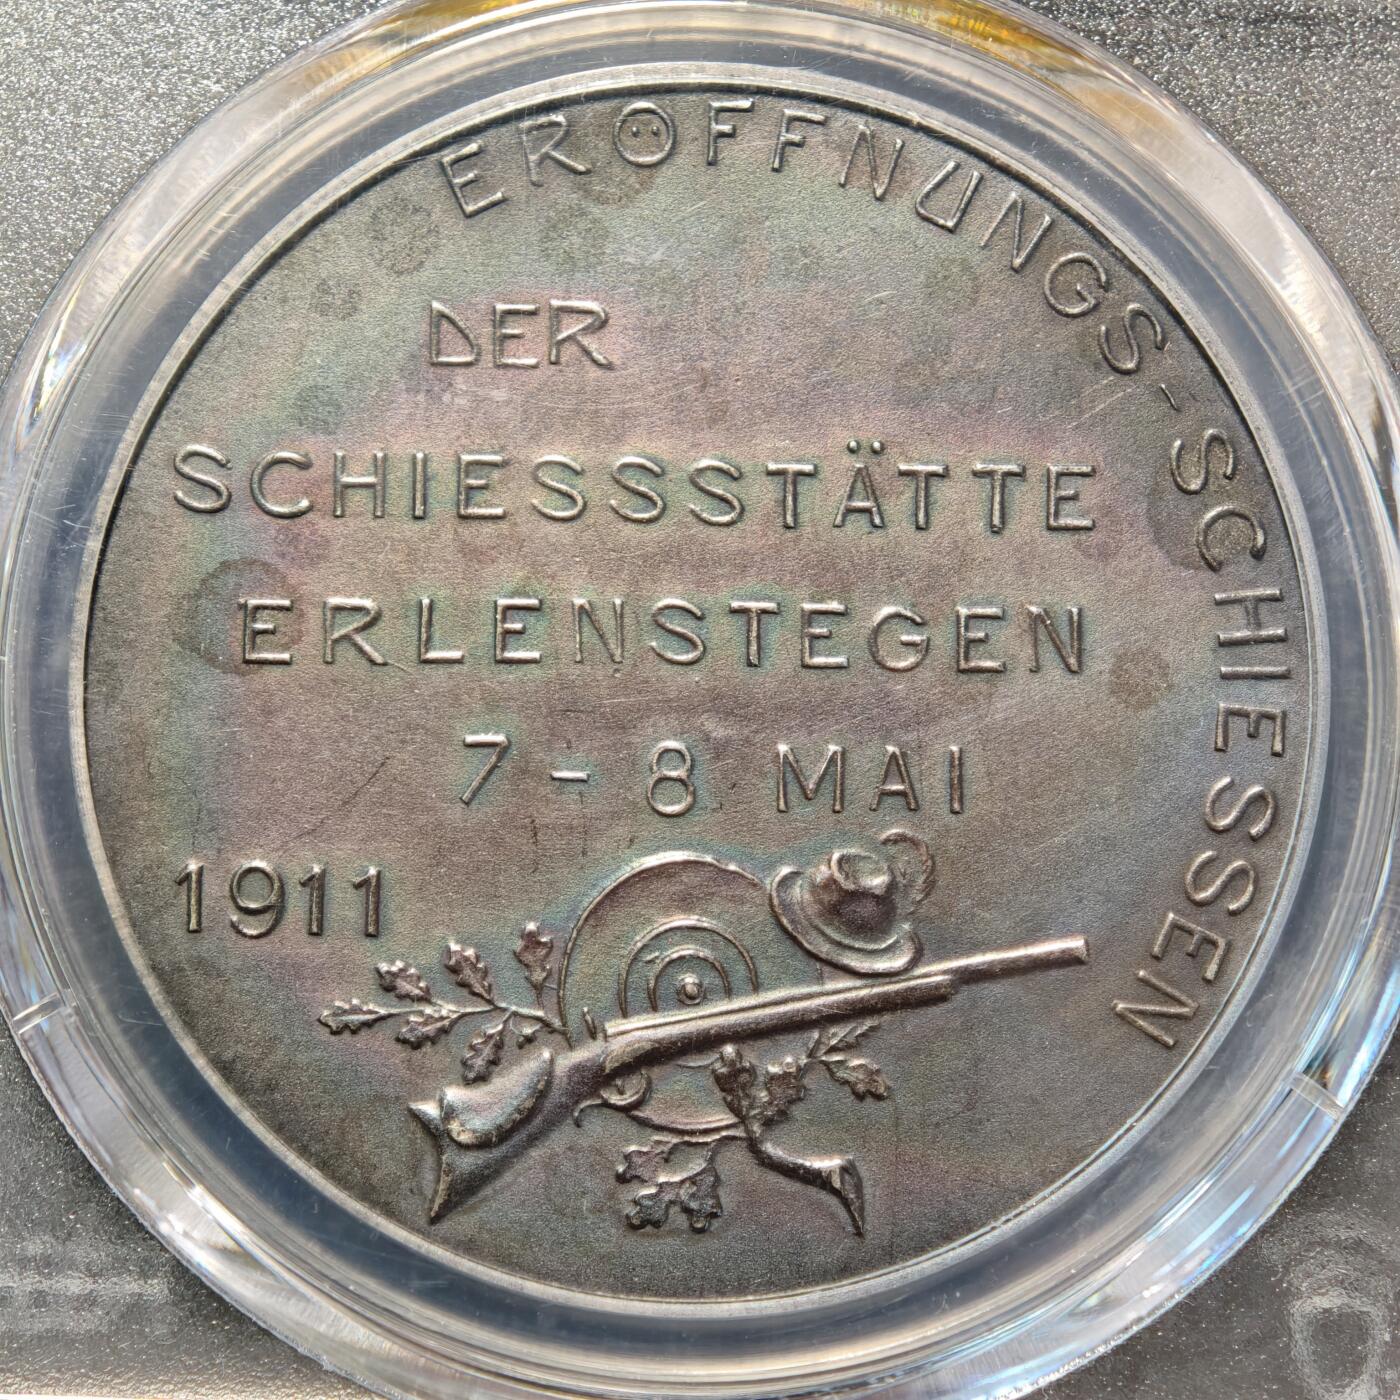 ERÖFFNUNGS-SCHIESSEN
DER
SCHIESSSTÄTTE
ERLENSTEGEN
7-8 MAI
1911